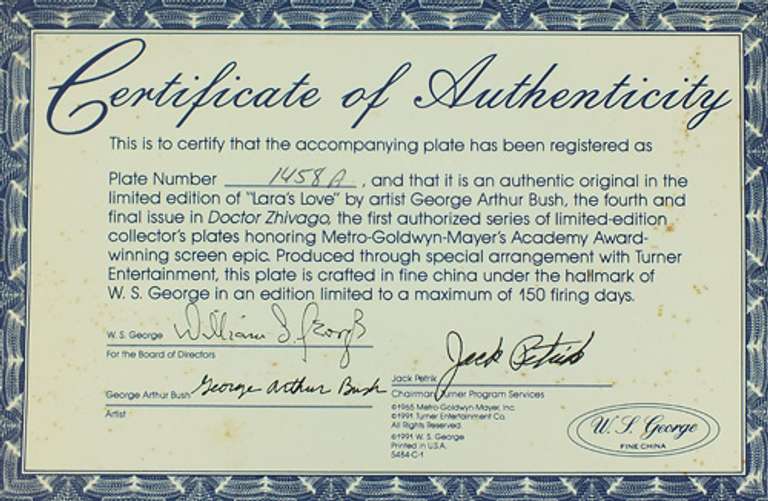 Certificate of Authenticity
This is to certify that the accompanying plate has been registered as
Plate Number 1458A, and that it is an authentic original in the
limited edition of "Lara's Love" by artist George Arthur Bush, the fourth and
final issue in Doctor Zhivago, the first authorized series of limited-edition
collector's plates honoring Metro-Goldwyn-Mayer's Academy Award-
winning screen epic. Produced through special arrangement with Turner
Entertainment, this plate is crafted in fine china under the hallmark of
W. S. George in an edition limited to a maximum of 150 firing days.
W. S. George William S. George
For the Board of Directors
George Arthur Bush George Arthur Bush
Artist
Jack Petrik
Jack Petrik
Chairman, Turner Program Services
©1965 Metro-Goldwyn-Mayer, Inc.
©1991 Turner Entertainment Co.
All Rights Reserved.
©1991 W. S. George
Printed in U.S.A.
5484-C-1
W. S. George
FINE CHINA